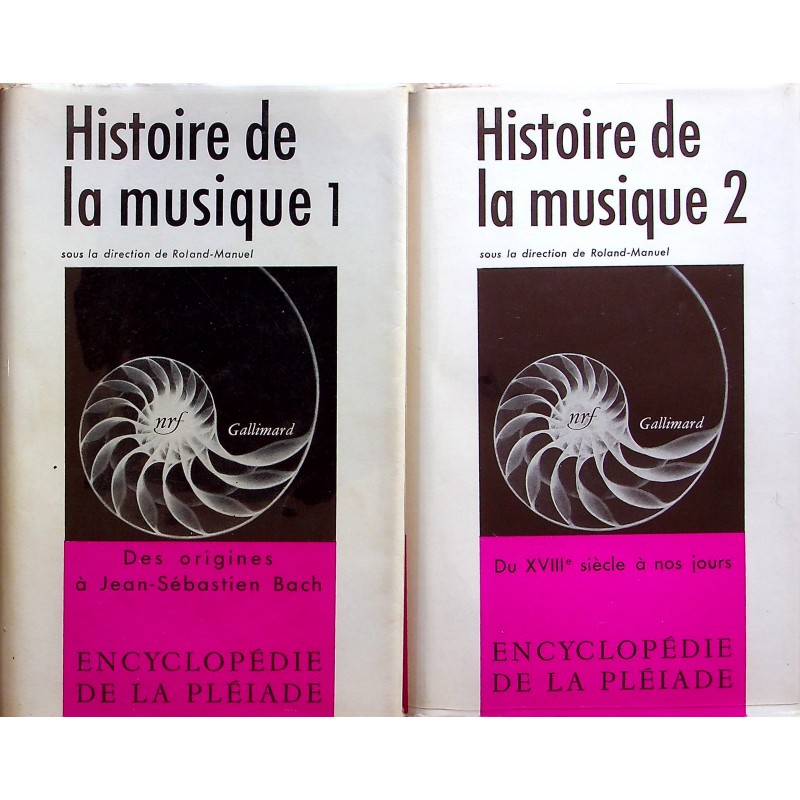 Histoire de
la musique 1
sous la direction de Roland-Manuel
nrf
Gallimard
Des origines
à Jean-Sébastien Bach
ENCYCLOPÉDIE
DE LA PLÉIADE
Histoire de
la musique 2
sous la direction de Roland-Manuel
nrf
Gallimard
Du XVIIIe siècle à nos jours
ENCYCLOPÉDIE
DE LA PLÉIADE